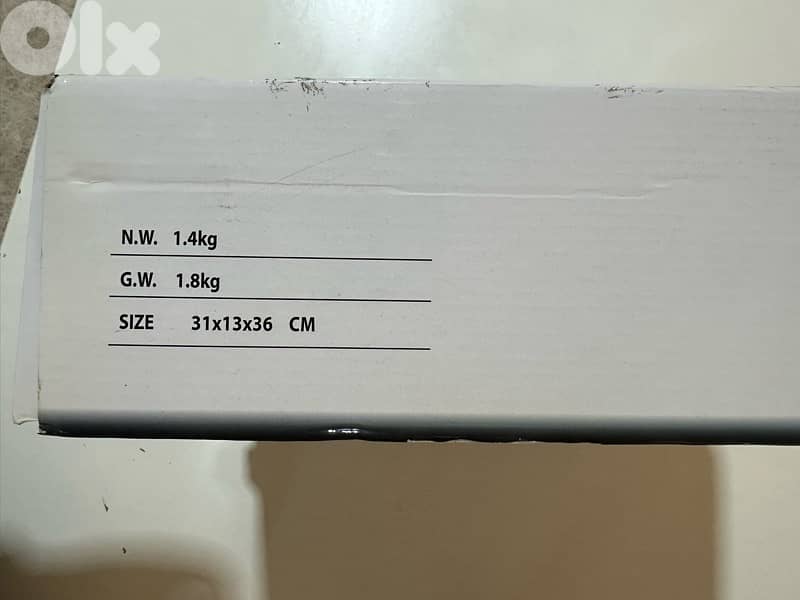 Olx
N.W. 1.4kg
G.W. 1.8kg
SIZE 31x13x36 CM